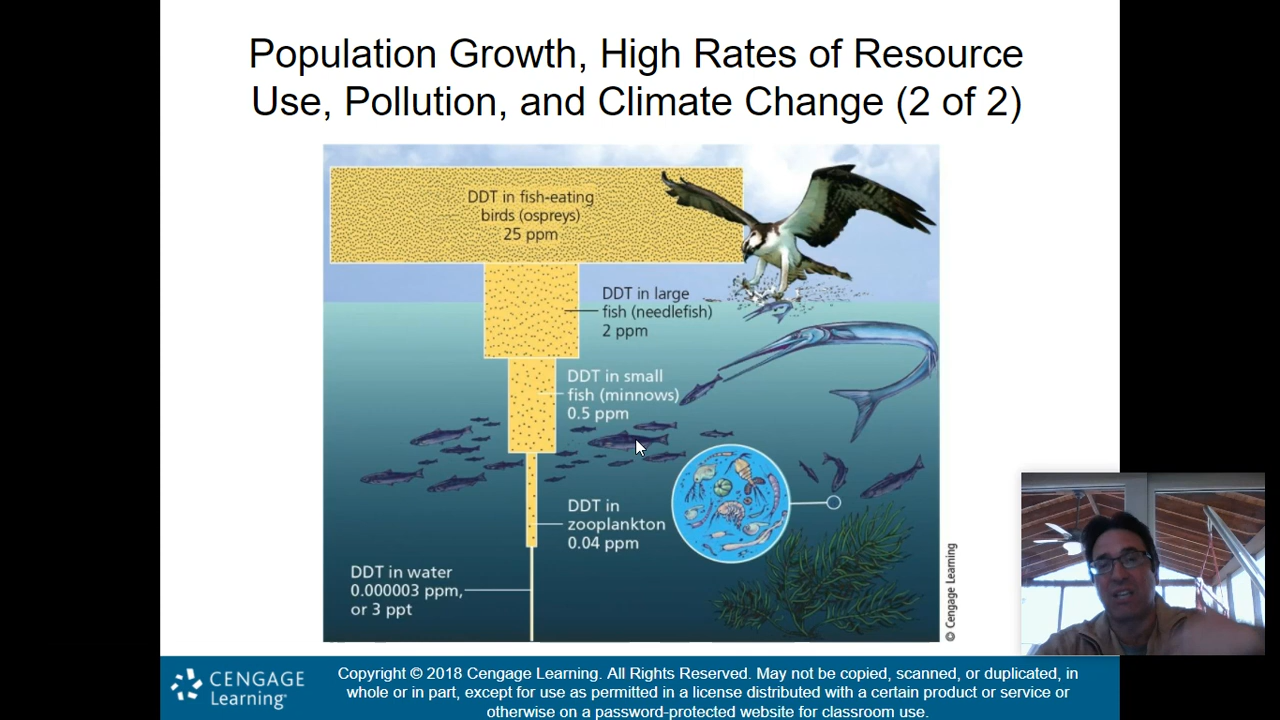 Population Growth, High Rates of Resource
Use, Pollution, and Climate Change (2 of 2)
DDT in fish-eating
birds (ospreys)
25 ppm
DDT in large
fish (needlefish)
2 ppm
DDT in small
fish (minnows)
0.5 ppm
DDT in
zooplankton
0.04 ppm
DDT in water
0.000003 ppm,
or 3 ppt
© Cengage Learning
CENGAGE
Learning
Copyright © 2018 Cengage Learning. All Rights Reserved. May not be copied, scanned, or duplicated, in
whole or in part, except for use as permitted in a license distributed with a certain product or service or
otherwise on a password-protected website for classroom use.